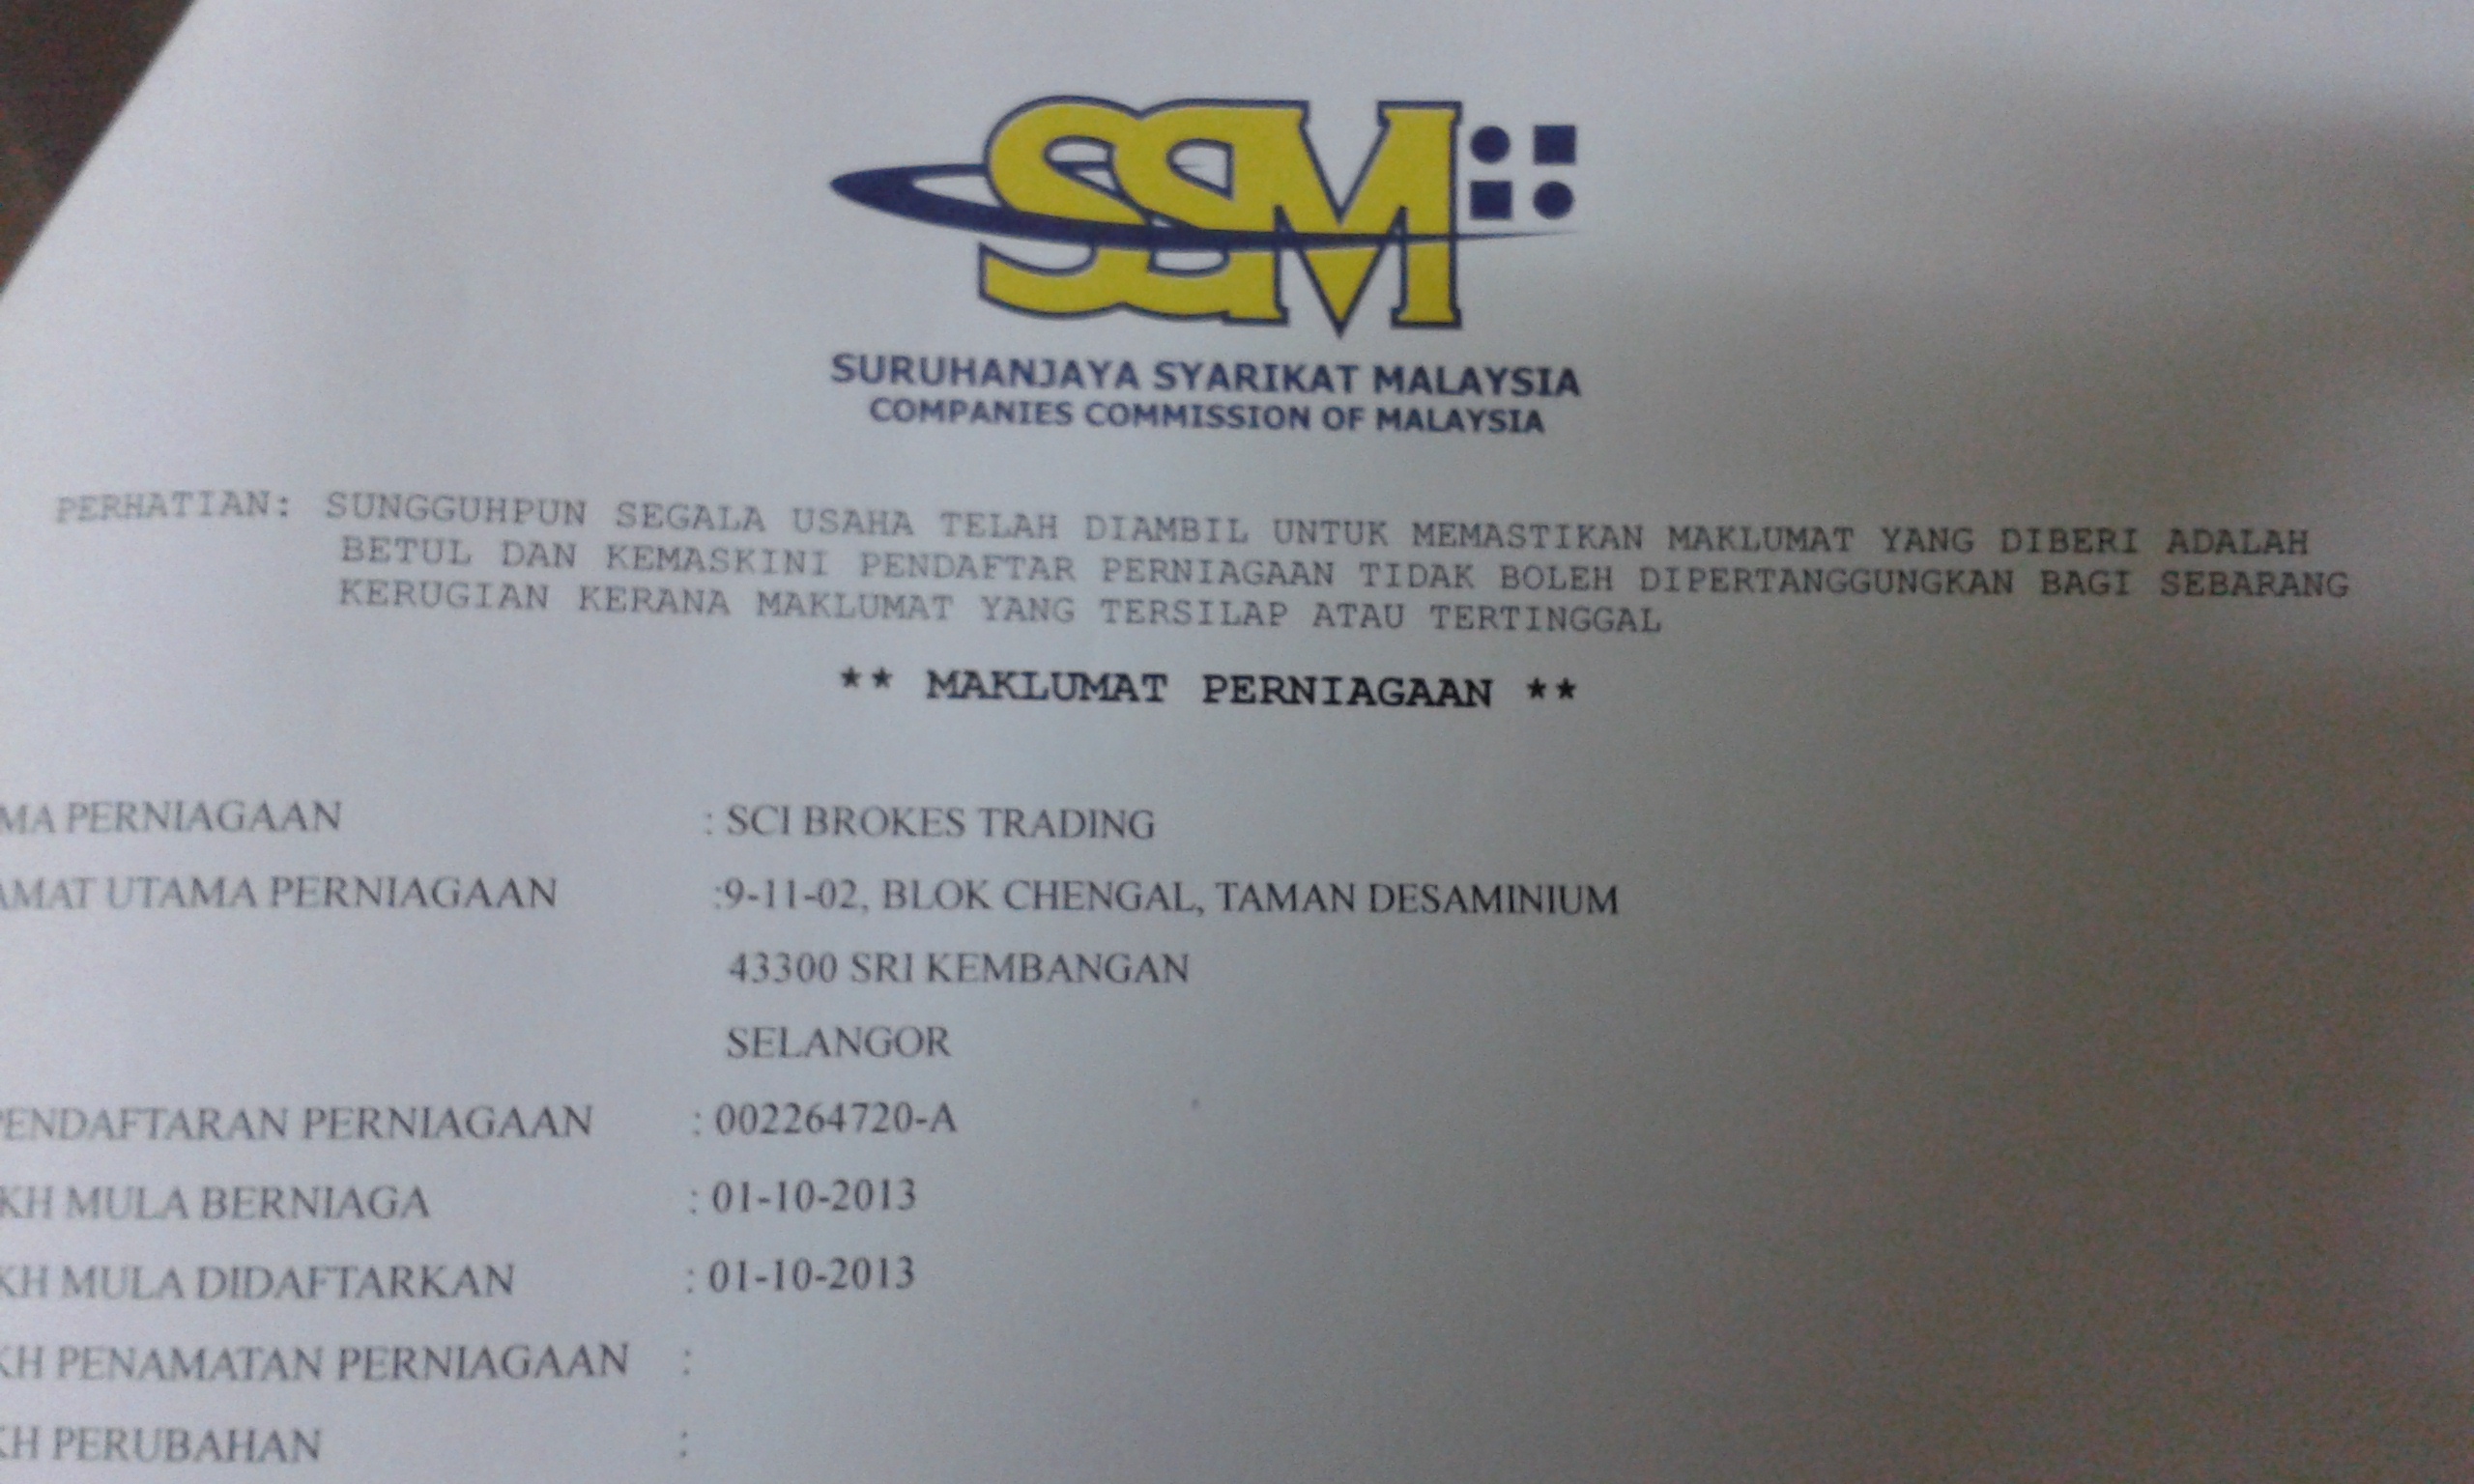 SSM
SURUHANJAYA SYARIKAT MALAYSIA
COMPANIES COMMISSION OF MALAYSIA
PERHATIAN: SUNGGUHPUN SEGALA USAHA TELAH DIAMBIL UNTUK MEMASTIKAN MAKLUMAT YANG DIBERI ADALAH
BETUL DAN KEMASKINI PENDAFTAR PERNIAGAAN TIDAK BOLEH DIPERTANGGUNGKAN BAGI SEBARANG
KERUGIAN KERANA MAKLUMAT YANG TERSILAP ATAU TERTINGGAL
** MAKLUMAT PERNIAGAAN **
MA PERNIAGAAN : SCI BROKES TRADING
AMAT UTAMA PERNIAGAAN :9-11-02, BLOK CHENGAL, TAMAN DESAMINIUM
43300 SRI KEMBANGAN
SELANGOR
PENDAFTARAN PERNIAGAAN : 002264720-A
KH MULA BERNIAGA : 01-10-2013
KH MULA DIDAFTARKAN : 01-10-2013
KH PENAMATAN PERNIAGAAN :
KH PERUBAHAN :